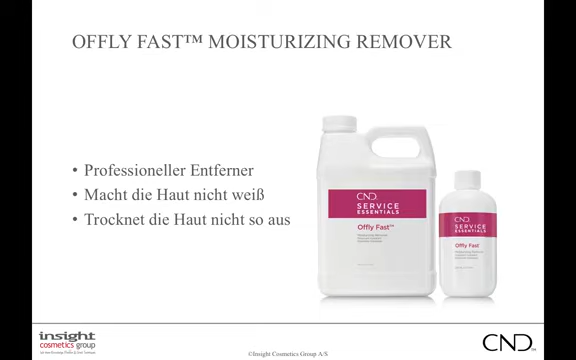 OFFLY FAST™ MOISTURIZING REMOVER
• Professioneller Entferner
• Macht die Haut nicht weiß
• Trocknet die Haut nicht so aus
CND
SERVICE
ESSENTIALS
Offly Fast™
CND
SERVICE
ESSENTIALS
Offly Fast
insight
cosmetics group
©Insight Cosmetics Group A/S
CND